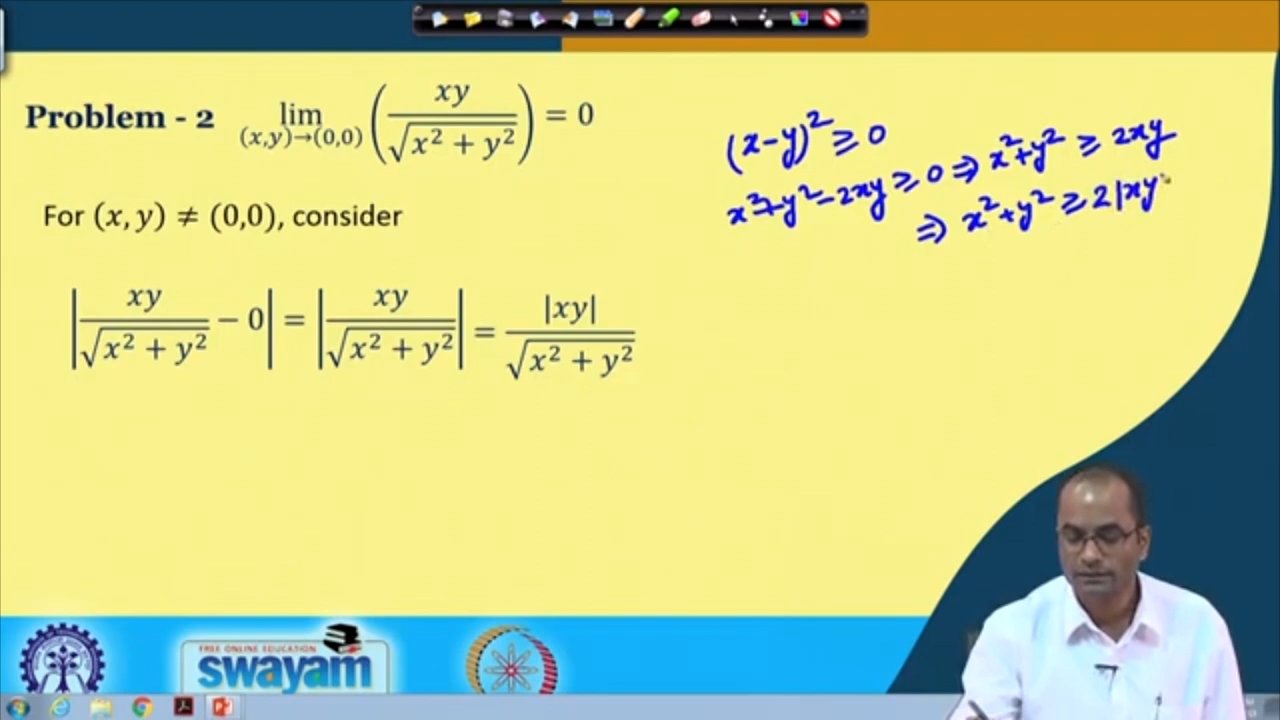 Problem - 2 lim (x,y)→(0,0) ( xy / √(x² + y²) ) = 0
(x-y)² ≥ 0
x²+y²-2xy ≥ 0 ⇒ x²+y² ≥ 2xy
⇒ x²+y² ≥ 2|xy
For (x, y) ≠ (0,0), consider
| xy / √(x² + y²) − 0 | = | xy / √(x² + y²) | = |xy| / √(x² + y²)
FREE ONLINE EDUCATION
swayam